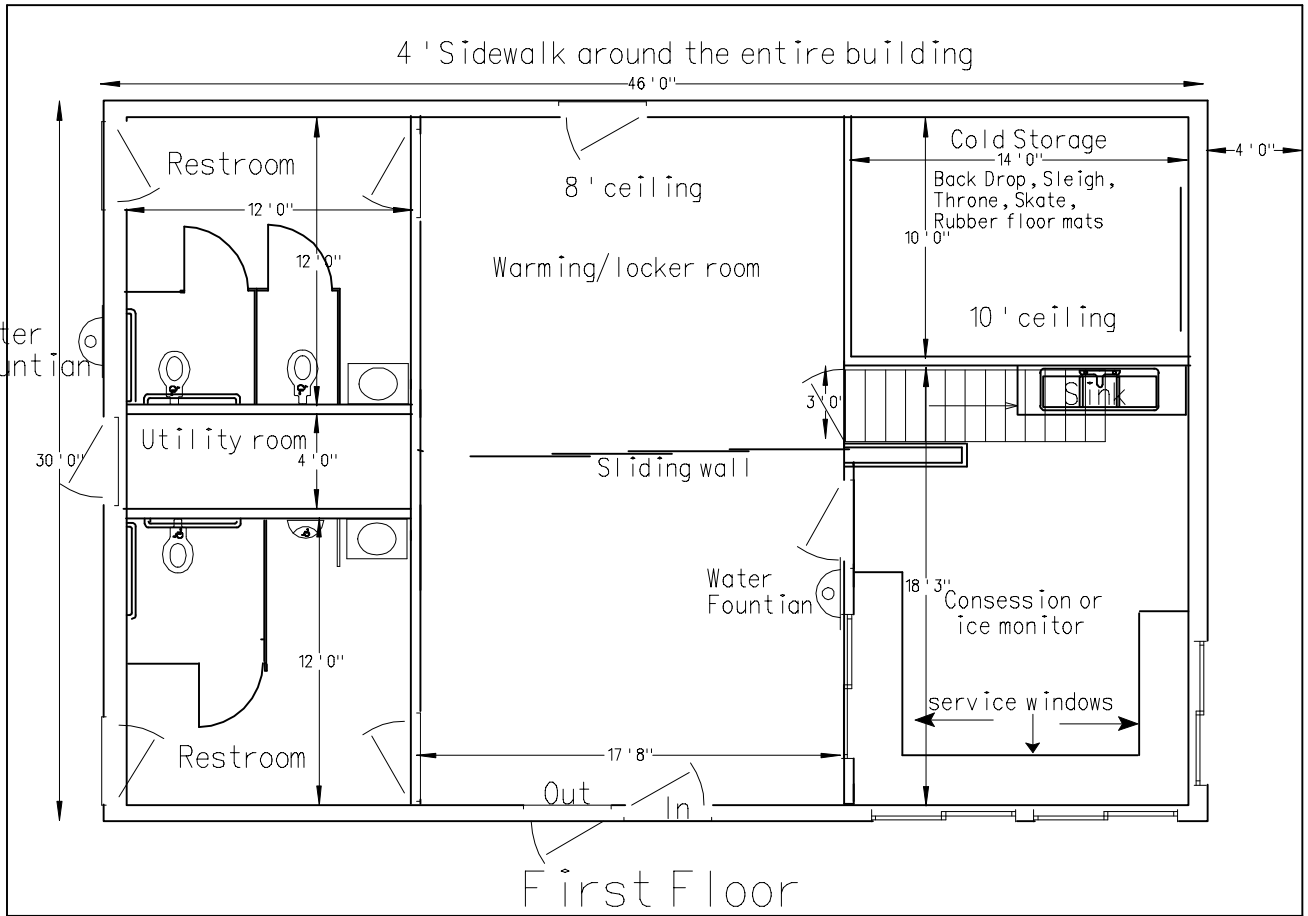 4'Sidewalk around the entire building
46'0"
Restroom
12'0"
12'0"
8'ceiling
Warming/locker room
Cold Storage
14'0"
Back Drop, Sleigh,
Throne, Skate,
Rubber floor mats
10'0"
10'ceiling
4'0"
ter
untian
Utility room
4'0"
30'0"
3'0"
Sink
Sliding wall
Water
Fountian
18'3"
Consession or
ice monitor
service windows
12'0"
Restroom
17'8"
Out
In
First Floor